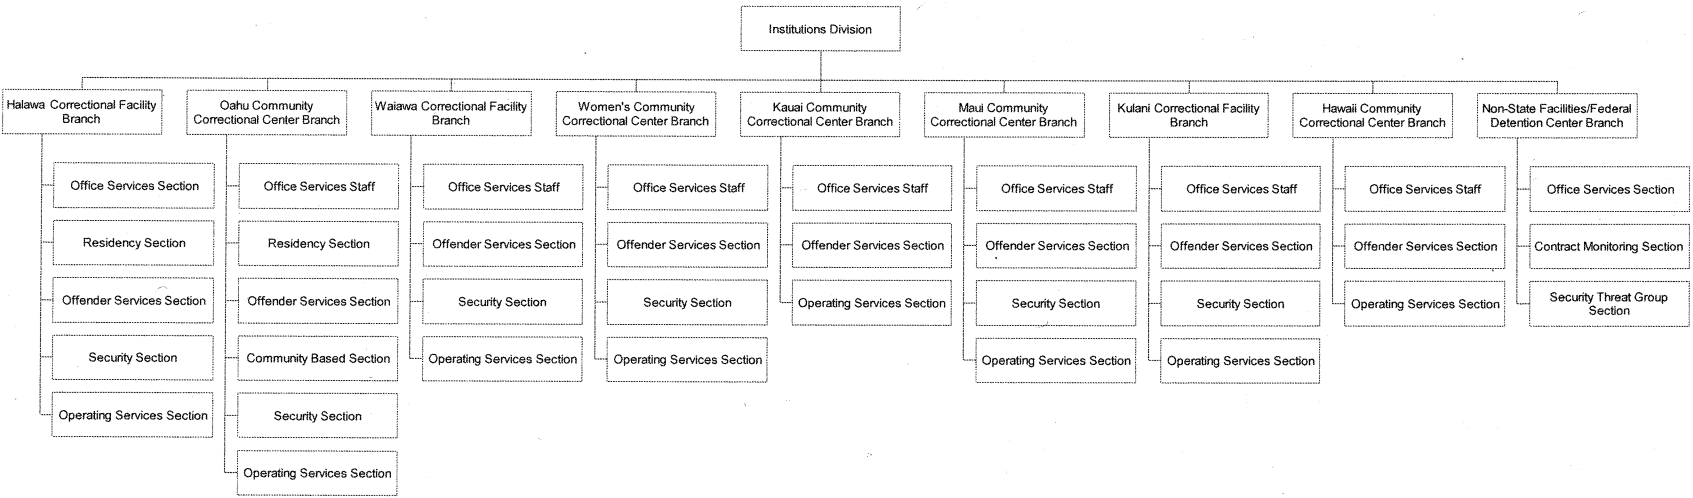 Institutions Division
Halawa Correctional Facility
Branch
Oahu Community
Correctional Center Branch
Waiawa Correctional Facility
Branch
Women's Community
Correctional Center Branch
Kauai Community
Correctional Center Branch
Maui Community
Correctional Center Branch
Kulani Correctional Facility
Branch
Hawaii Community
Correctional Center Branch
Non-State Facilities/Federal
Detention Center Branch
Office Services Section
Residency Section
Offender Services Section
Security Section
Operating Services Section
Office Services Staff
Residency Section
Offender Services Section
Community Based Section
Security Section
Operating Services Section
Office Services Staff
Offender Services Section
Security Section
Operating Services Section
Office Services Staff
Offender Services Section
Security Section
Operating Services Section
Office Services Staff
Offender Services Section
Operating Services Section
Office Services Staff
Offender Services Section
Security Section
Operating Services Section
Office Services Staff
Offender Services Section
Security Section
Operating Services Section
Office Services Staff
Offender Services Section
Operating Services Section
Office Services Section
Contract Monitoring Section
Security Threat Group
Section